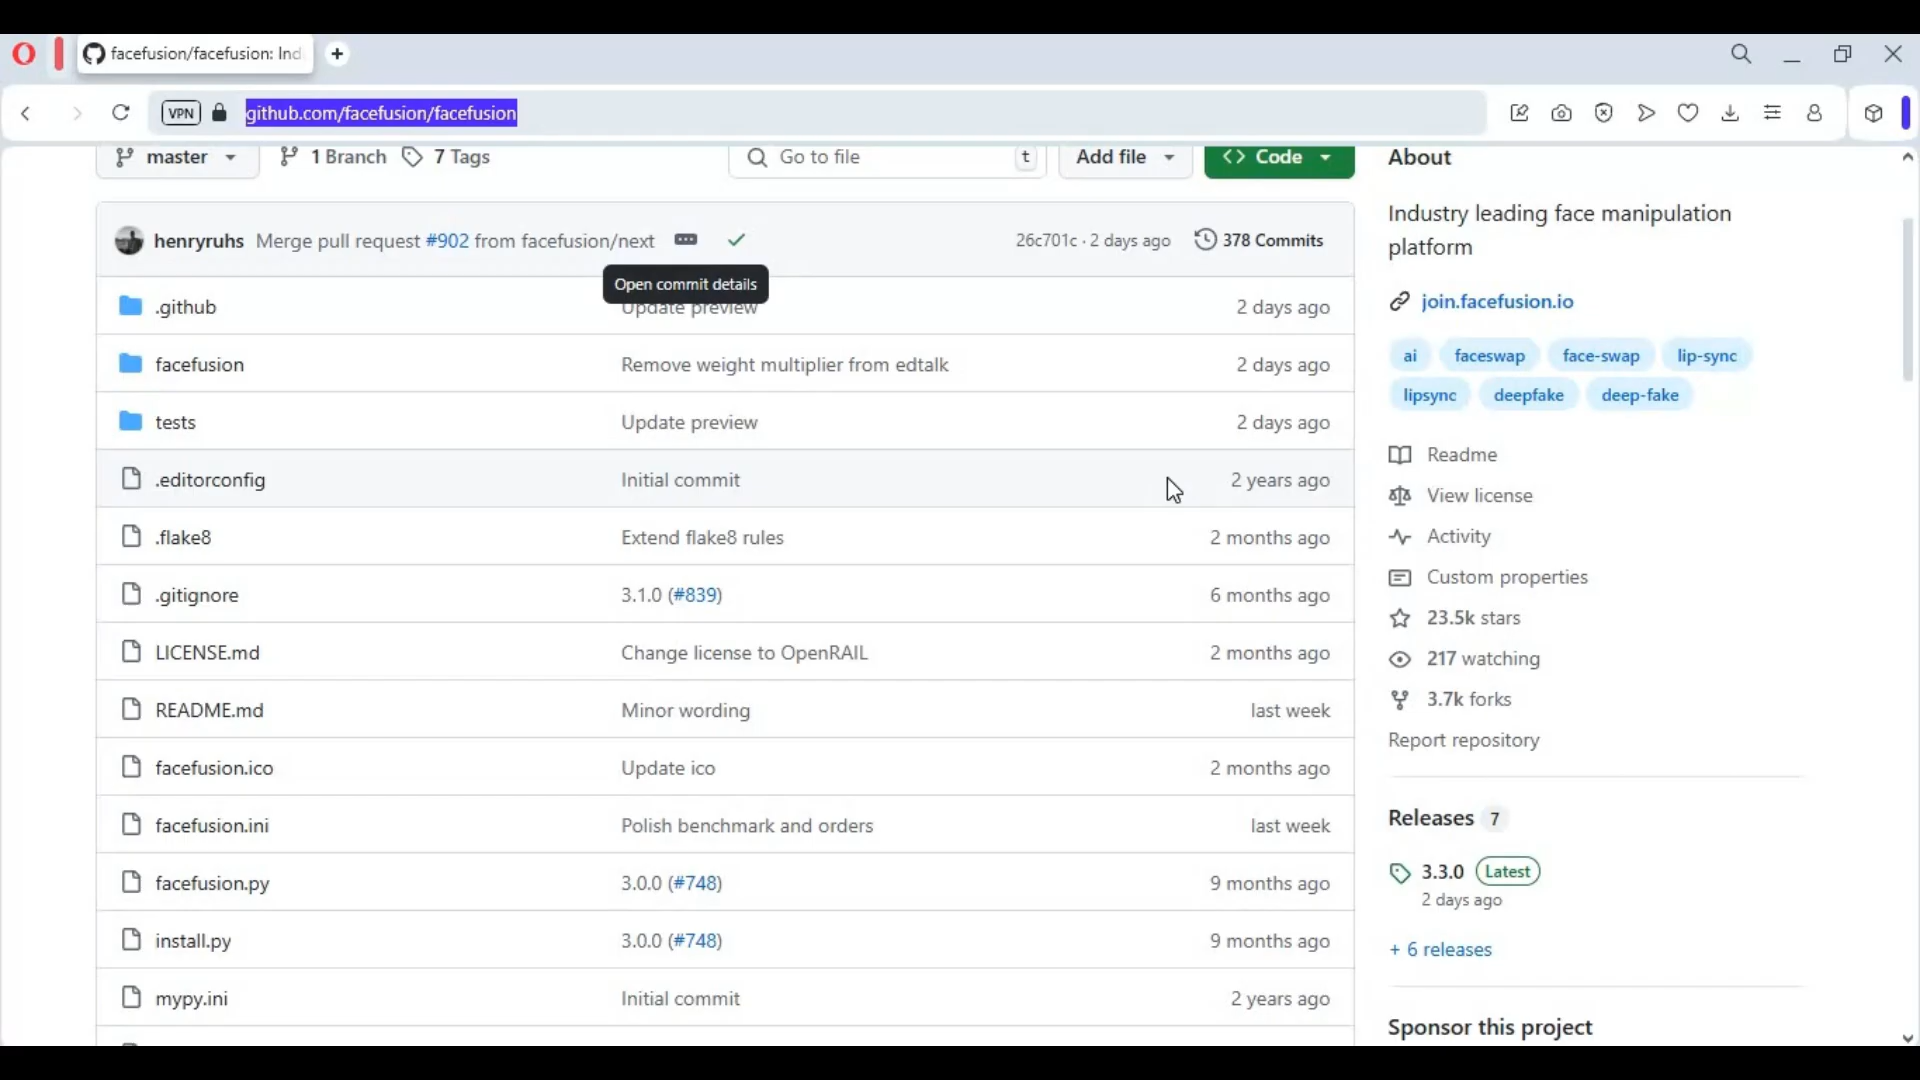 facefusion/facefusion: Ind
VPN github.com/facefusion/facefusion
master 1 Branch 7 Tags Go to file t Add file <> Code
henryruhs Merge pull request #902 from facefusion/next 26c701c · 2 days ago 378 Commits
Open commit details
.github Update preview 2 days ago
facefusion Remove weight multiplier from edtalk 2 days ago
tests Update preview 2 days ago
.editorconfig Initial commit 2 years ago
.flake8 Extend flake8 rules 2 months ago
.gitignore 3.1.0 (#839) 6 months ago
LICENSE.md Change license to OpenRAIL 2 months ago
README.md Minor wording last week
facefusion.ico Update ico 2 months ago
facefusion.ini Polish benchmark and orders last week
facefusion.py 3.0.0 (#748) 9 months ago
install.py 3.0.0 (#748) 9 months ago
mypy.ini Initial commit 2 years ago
About
Industry leading face manipulation
platform
join.facefusion.io
ai faceswap face-swap lip-sync
lipsync deepfake deep-fake
Readme
View license
Activity
Custom properties
23.5k stars
217 watching
3.7k forks
Report repository
Releases 7
3.3.0 Latest
2 days ago
+ 6 releases
Sponsor this project